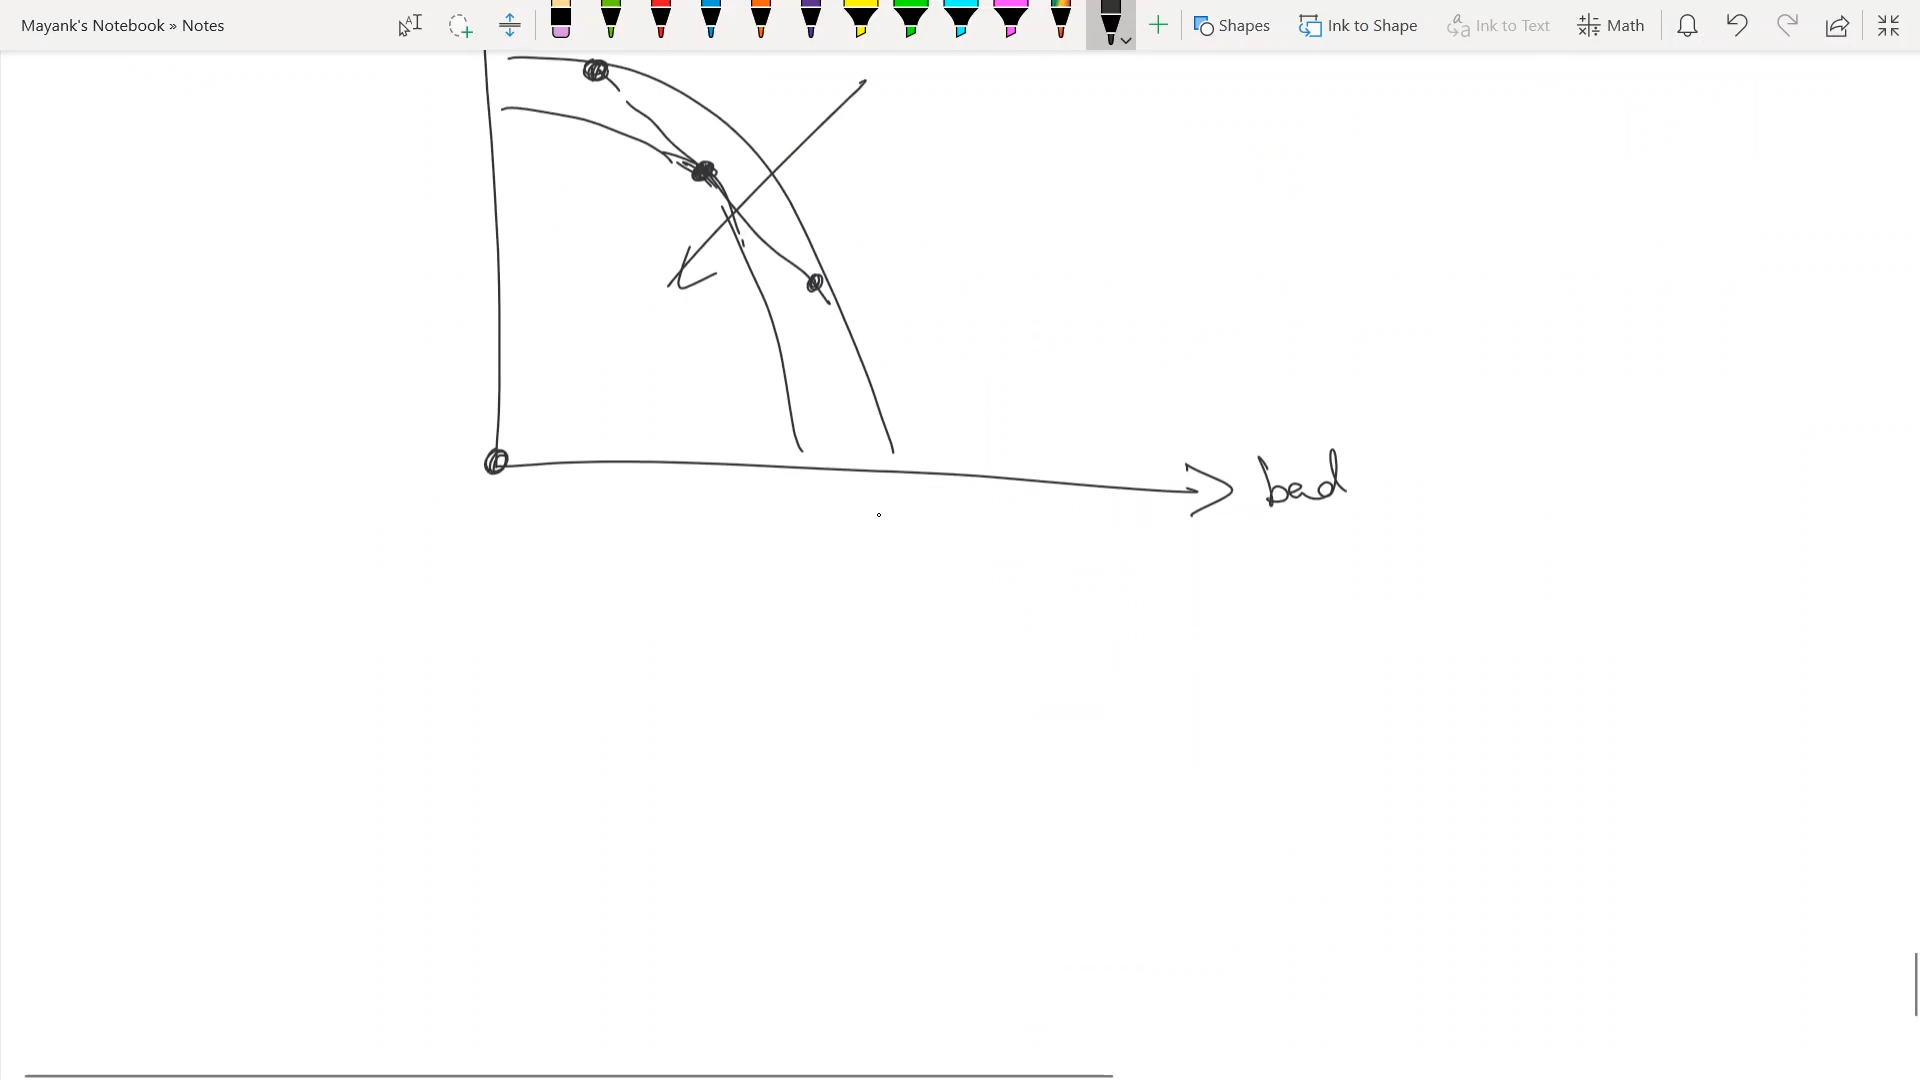 Mayank's Notebook » Notes
Shapes
Ink to Shape
Ink to Text
Math
bad